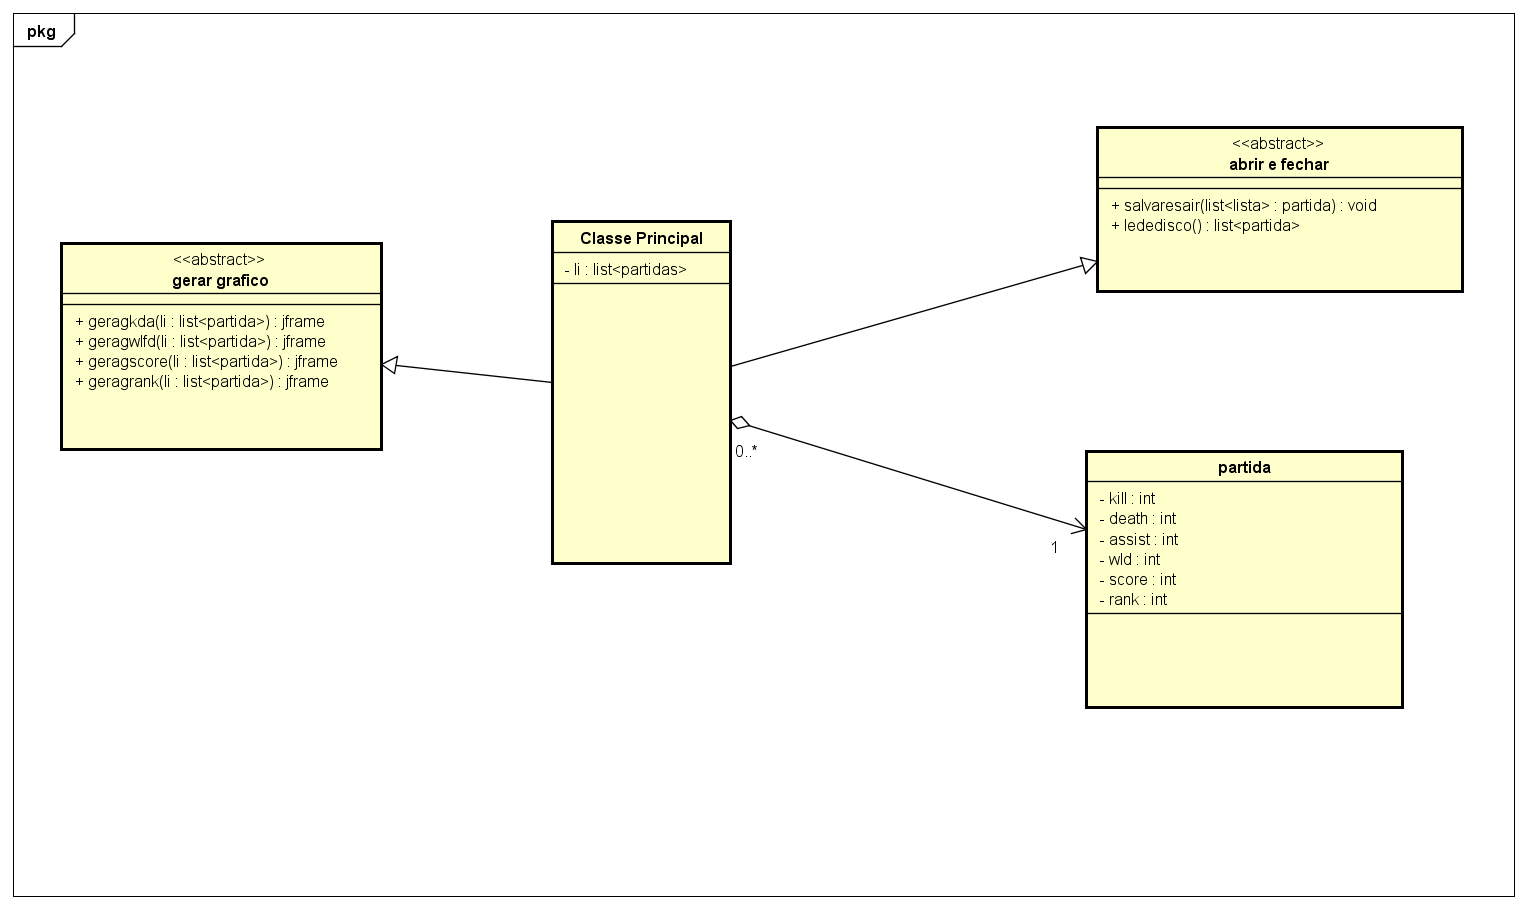 pkg
<<abstract>>
abrir e fechar
+ salvaresair(list<lista> : partida) : void
+ lededisco() : list<partida>
Classe Principal
- li : list<partidas>
<<abstract>>
gerar grafico
+ geragkda(li : list<partida>) : jframe
+ geragwlfd(li : list<partida>) : jframe
+ geragscore(li : list<partida>) : jframe
+ geragrank(li : list<partida>) : jframe
0..*
1
partida
- kill : int
- death : int
- assist : int
- wld : int
- score : int
- rank : int